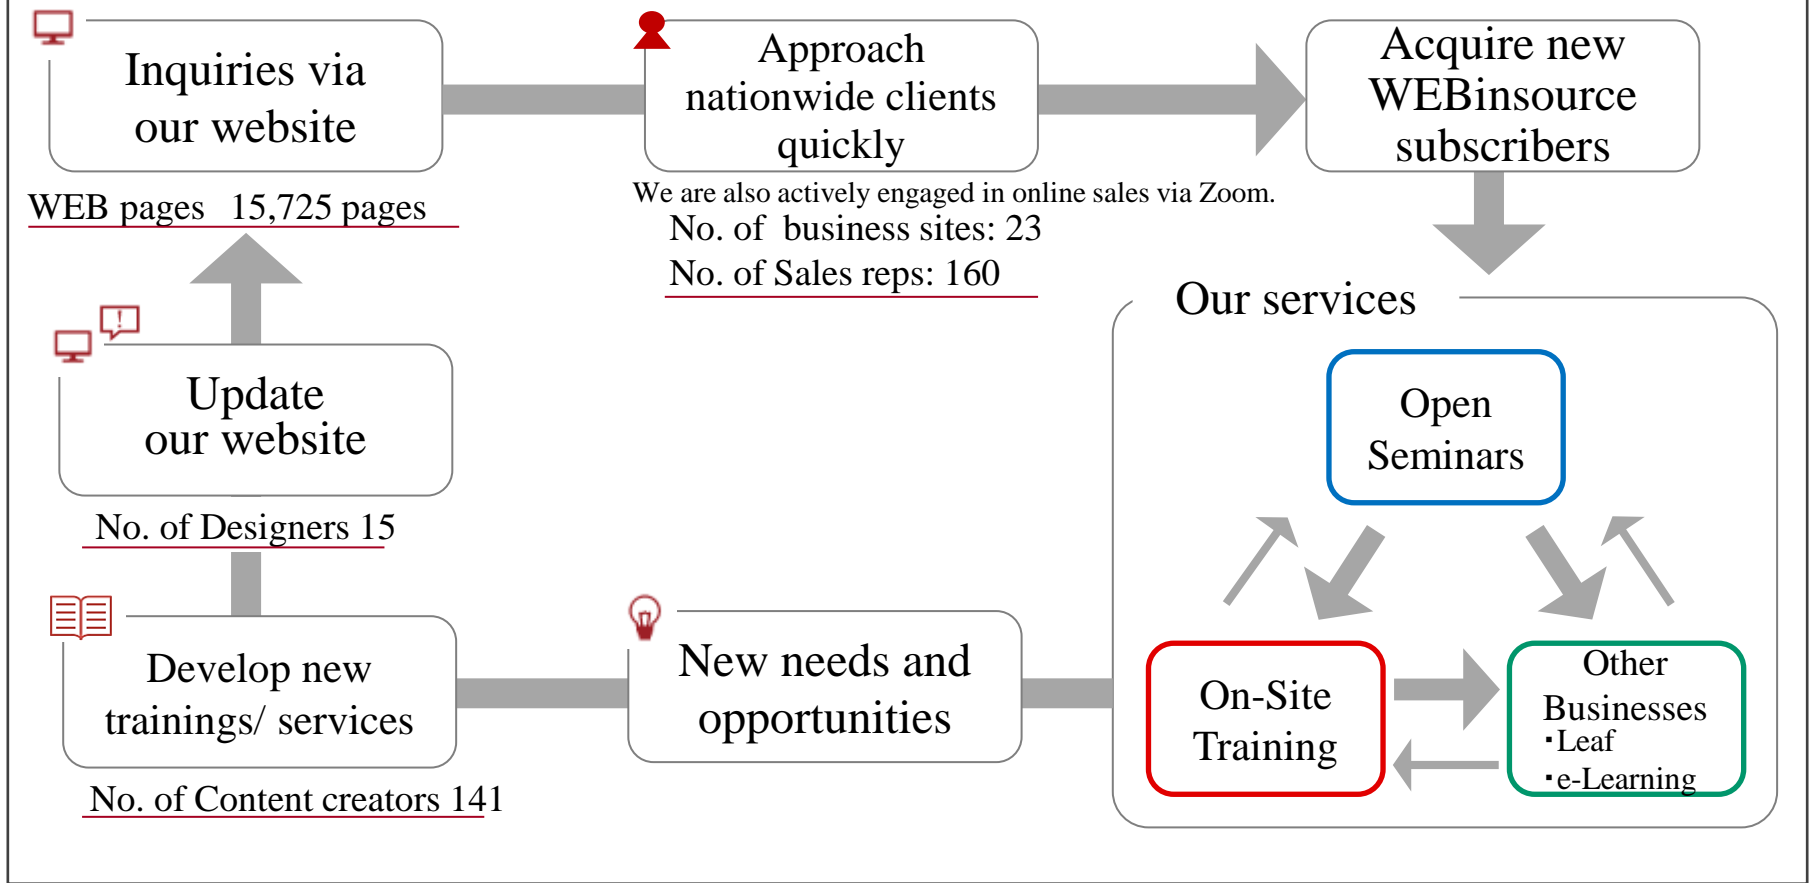 Inquiries via
our website
WEB pages 15,725 pages
Approach
nationwide clients
quickly
We are also actively engaged in online sales via Zoom.
No. of business sites: 23
No. of Sales reps: 160
Acquire new
WEBinsource
subscribers
Our services
Open
Seminars
On-Site
Training
Other
Businesses
・Leaf
・e-Learning
New needs and
opportunities
Develop new
trainings/ services
No. of Content creators 141
Update
our website
No. of Designers 15
!